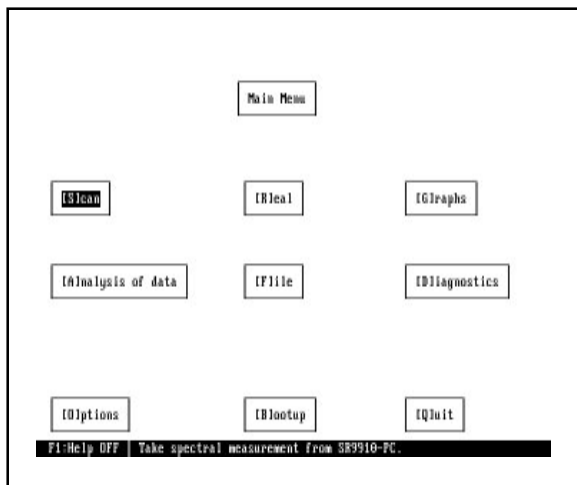 Main Menu
[S]can
[R]eal
[G]raphs
[A]nalysis of data
[F]ile
[D]iagnostics
[O]ptions
[B]ootup
[Q]uit
F1:Help OFF | Take spectral measurement from SR9910-PC.